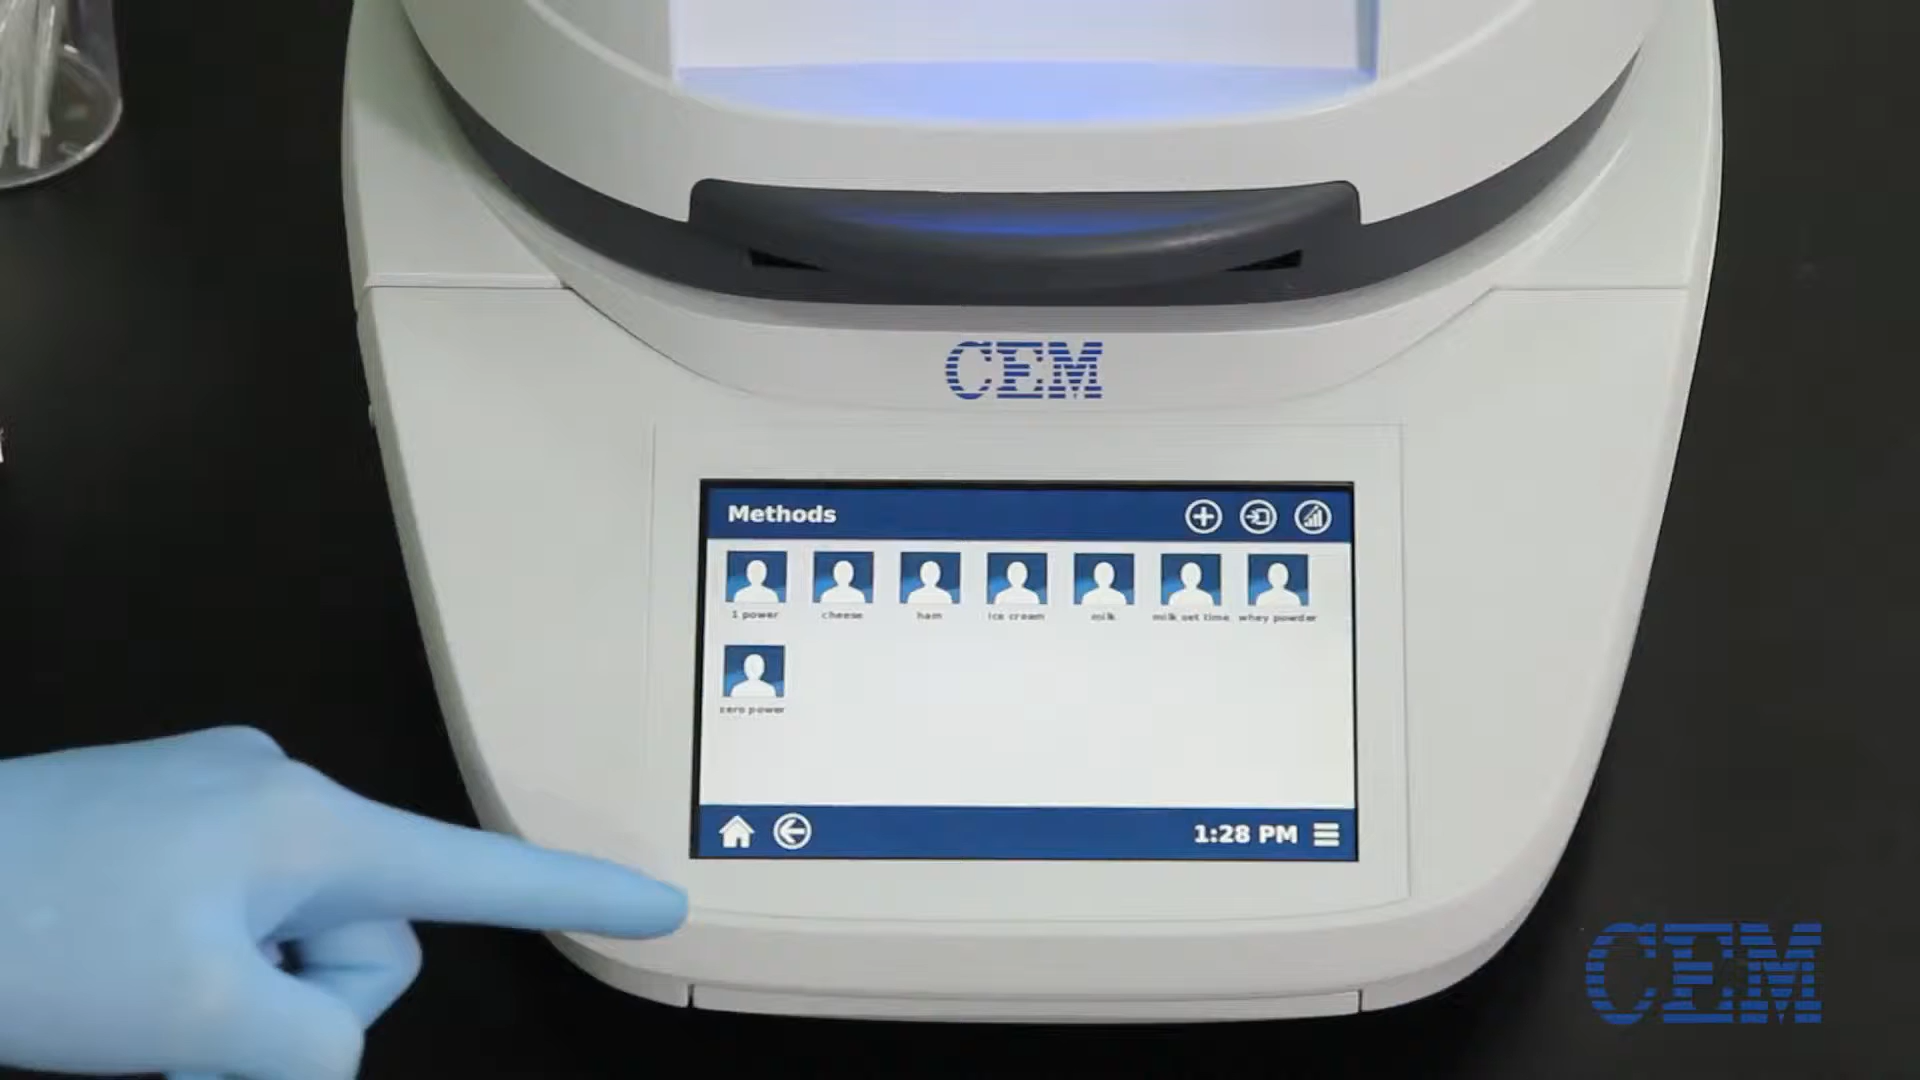 CEM
Methods
1 power
cheese
ham
ice cream
milk
milk set time
whey powder
zero power
1:28 PM
CEM